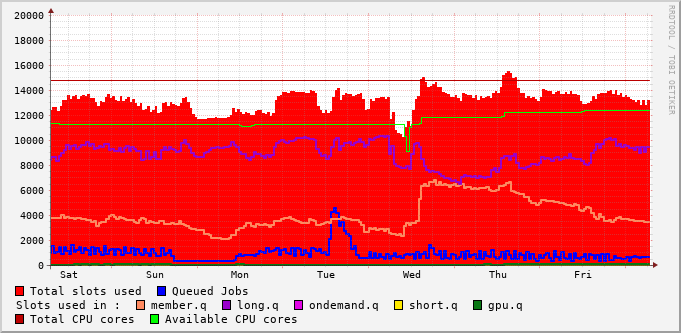 RRDTOOL / TOBI OETIKER
20000
18000
16000
14000
12000
10000
8000
6000
4000
2000
0
Sat Sun Mon Tue Wed Thu Fri
Total slots used Queued Jobs
Slots used in : member.q long.q ondemand.q short.q gpu.q
Total CPU cores Available CPU cores